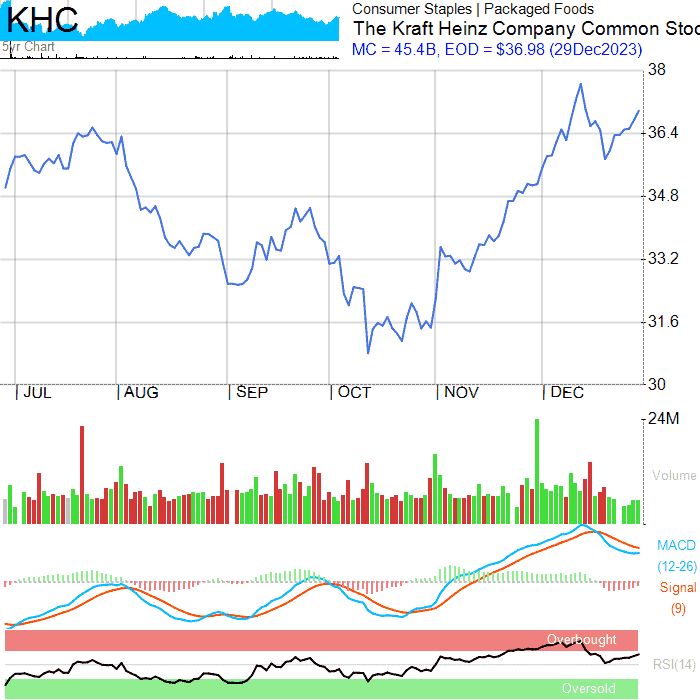 KHC
5yr Chart
Consumer Staples | Packaged Foods
The Kraft Heinz Company Common Stoc
MC = 45.4B, EOD = $36.98 (29Dec2023)
38
36.4
34.8
33.2
31.6
30
JUL
AUG
SEP
OCT
NOV
DEC
24M
Volume
MACD
(12-26)
Signal
(9)
Overbought
RSI(14)
Oversold